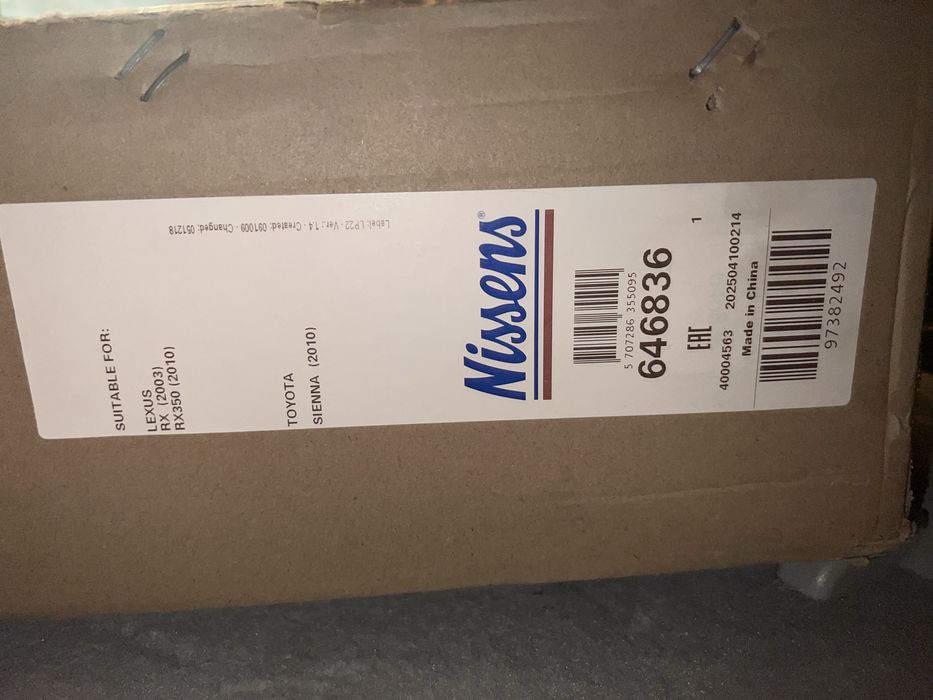 Nissens®
5 707286 355095
646836
EAC 1
40004563 202504100214
Made in China
97382492
SUITABLE FOR:
LEXUS
RX (2003)
RX350 (2010)
TOYOTA
SIENNA (2010)
Label: LP22 - Ver.: 1.4 - Created: 091009 - Changed: 051218